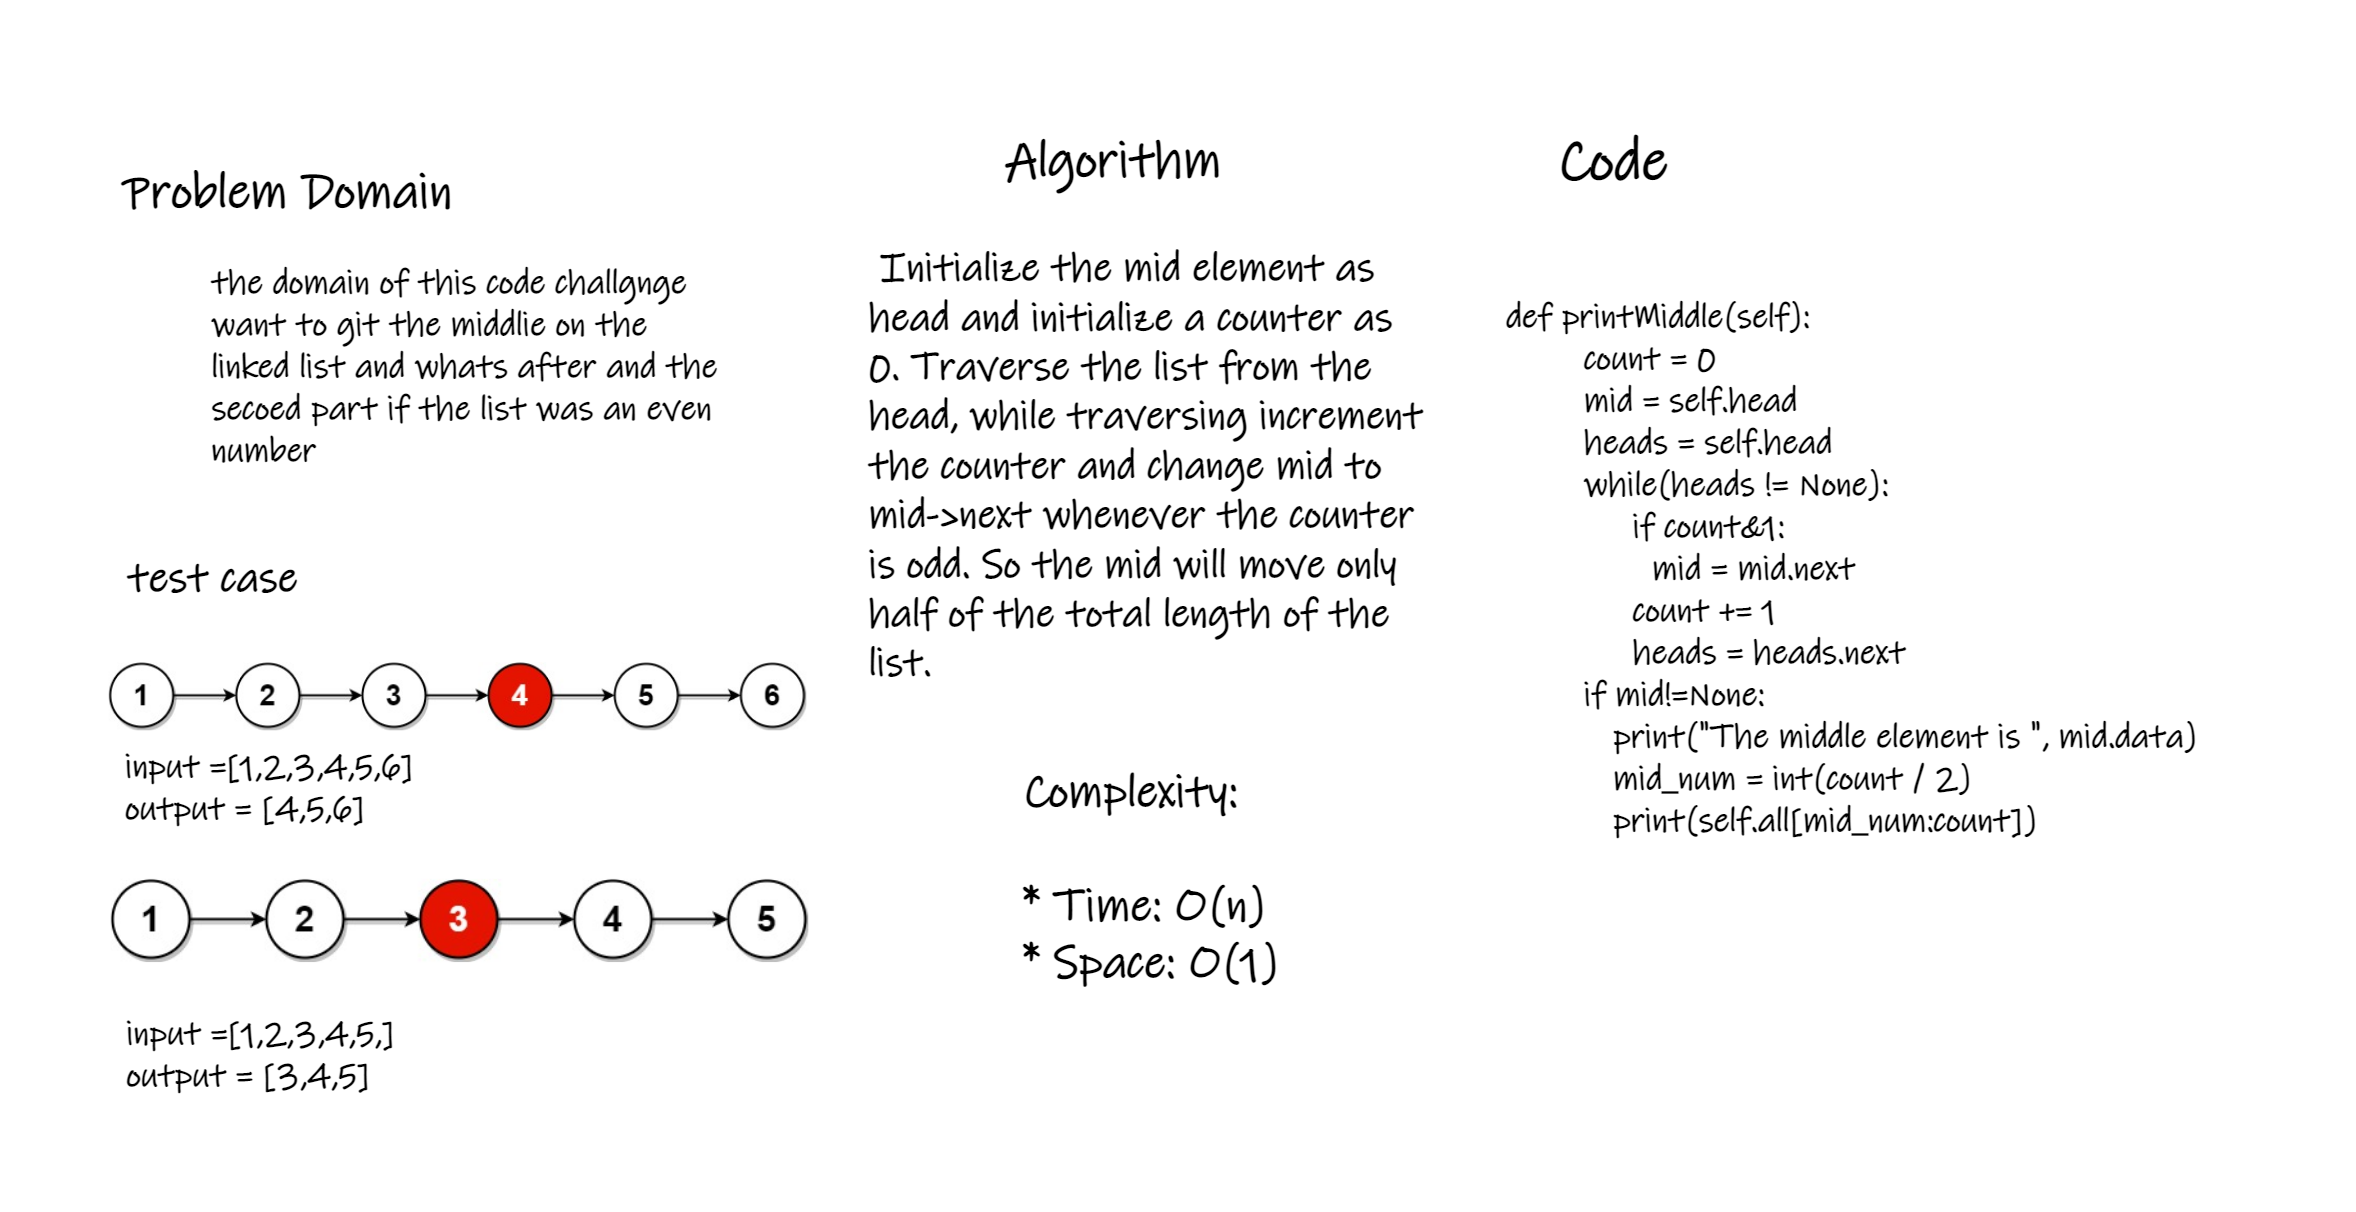 Problem Domain
the domain of this code challgnge
want to git the middlie on the
linked list and whats after and the
secoed part if the list was an even
number
test case
1 2 3 4 5 6
input =[1,2,3,4,5,6]
output = [4,5,6]
1 2 3 4 5
input =[1,2,3,4,5,]
output = [3,4,5]
Algorithm
Initialize the mid element as
head and initialize a counter as
0. Traverse the list from the
head, while traversing increment
the counter and change mid to
mid->next whenever the counter
is odd. So the mid will move only
half of the total length of the
list.
Complexity:
* Time: O(n)
* Space: O(1)
Code
def printMiddle(self):
count = 0
mid = self.head
heads = self.head
while(heads != None):
if count&1:
mid = mid.next
count += 1
heads = heads.next
if mid!=None:
print("The middle element is ", mid.data)
mid_num = int(count / 2)
print(self.all[mid_num:count])